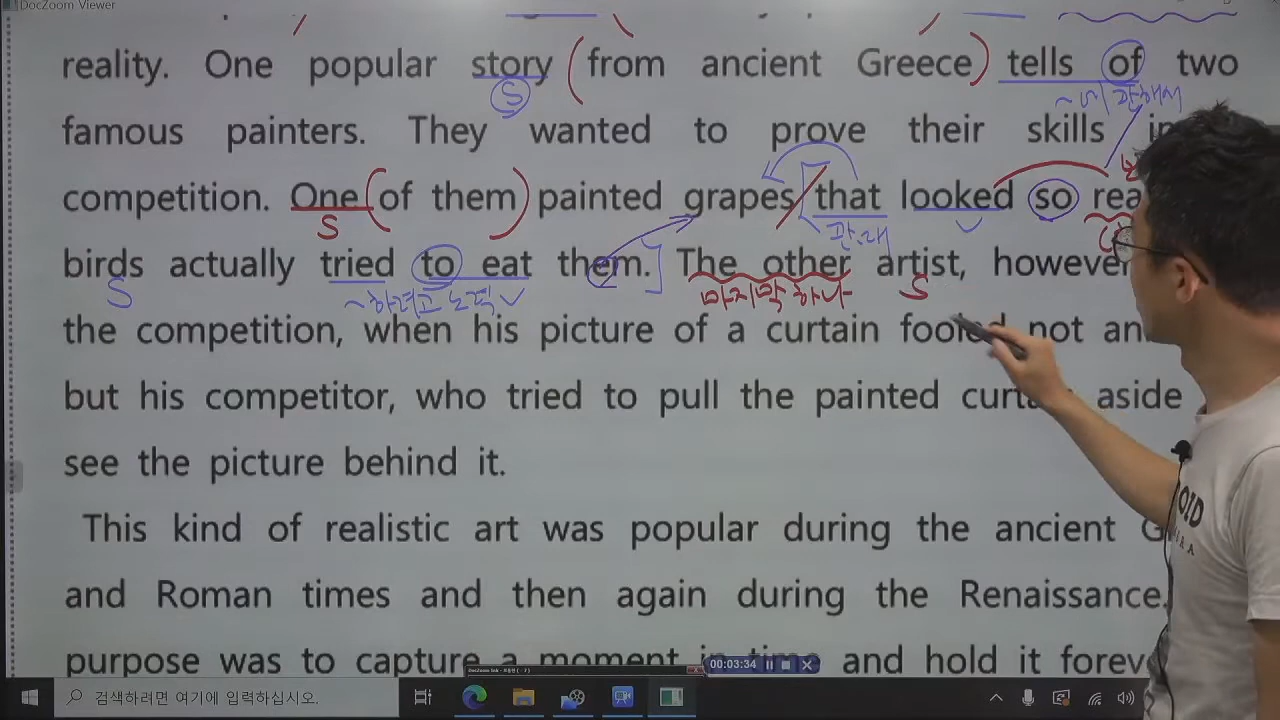 DocZoom Viewer
reality. One popular story (from ancient Greece) tells of two
S
~에 관해서
famous painters. They wanted to prove their skills in
competition. One (of them) painted grapes / that looked so rea
S
관.대
birds actually tried to eat them.] The other artist, however
S
~하려고 노력
마지막 하나
S
the competition, when his picture of a curtain fooled not an
but his competitor, who tried to pull the painted curta aside
see the picture behind it.
This kind of realistic art was popular during the ancient G
and Roman times and then again during the Renaissance.
purpose was to capture a moment in time and hold it forev
00:03:34
검색하려면 여기에 입력하십시오.